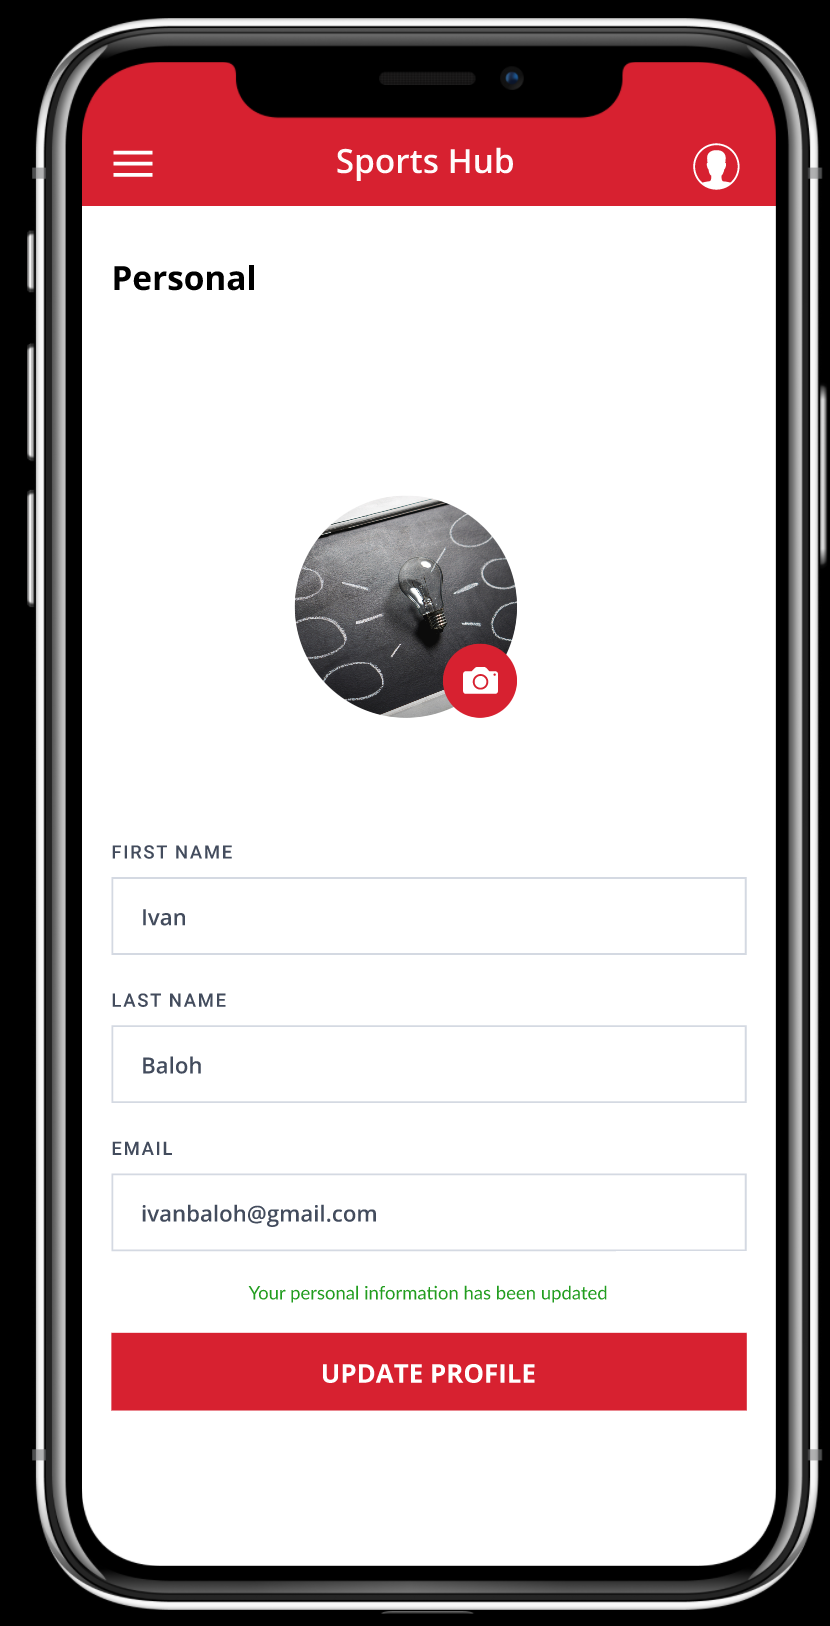 Sports Hub
Personal
FIRST NAME
Ivan
LAST NAME
Baloh
EMAIL
ivanbaloh@gmail.com
Your personal information has been updated
UPDATE PROFILE